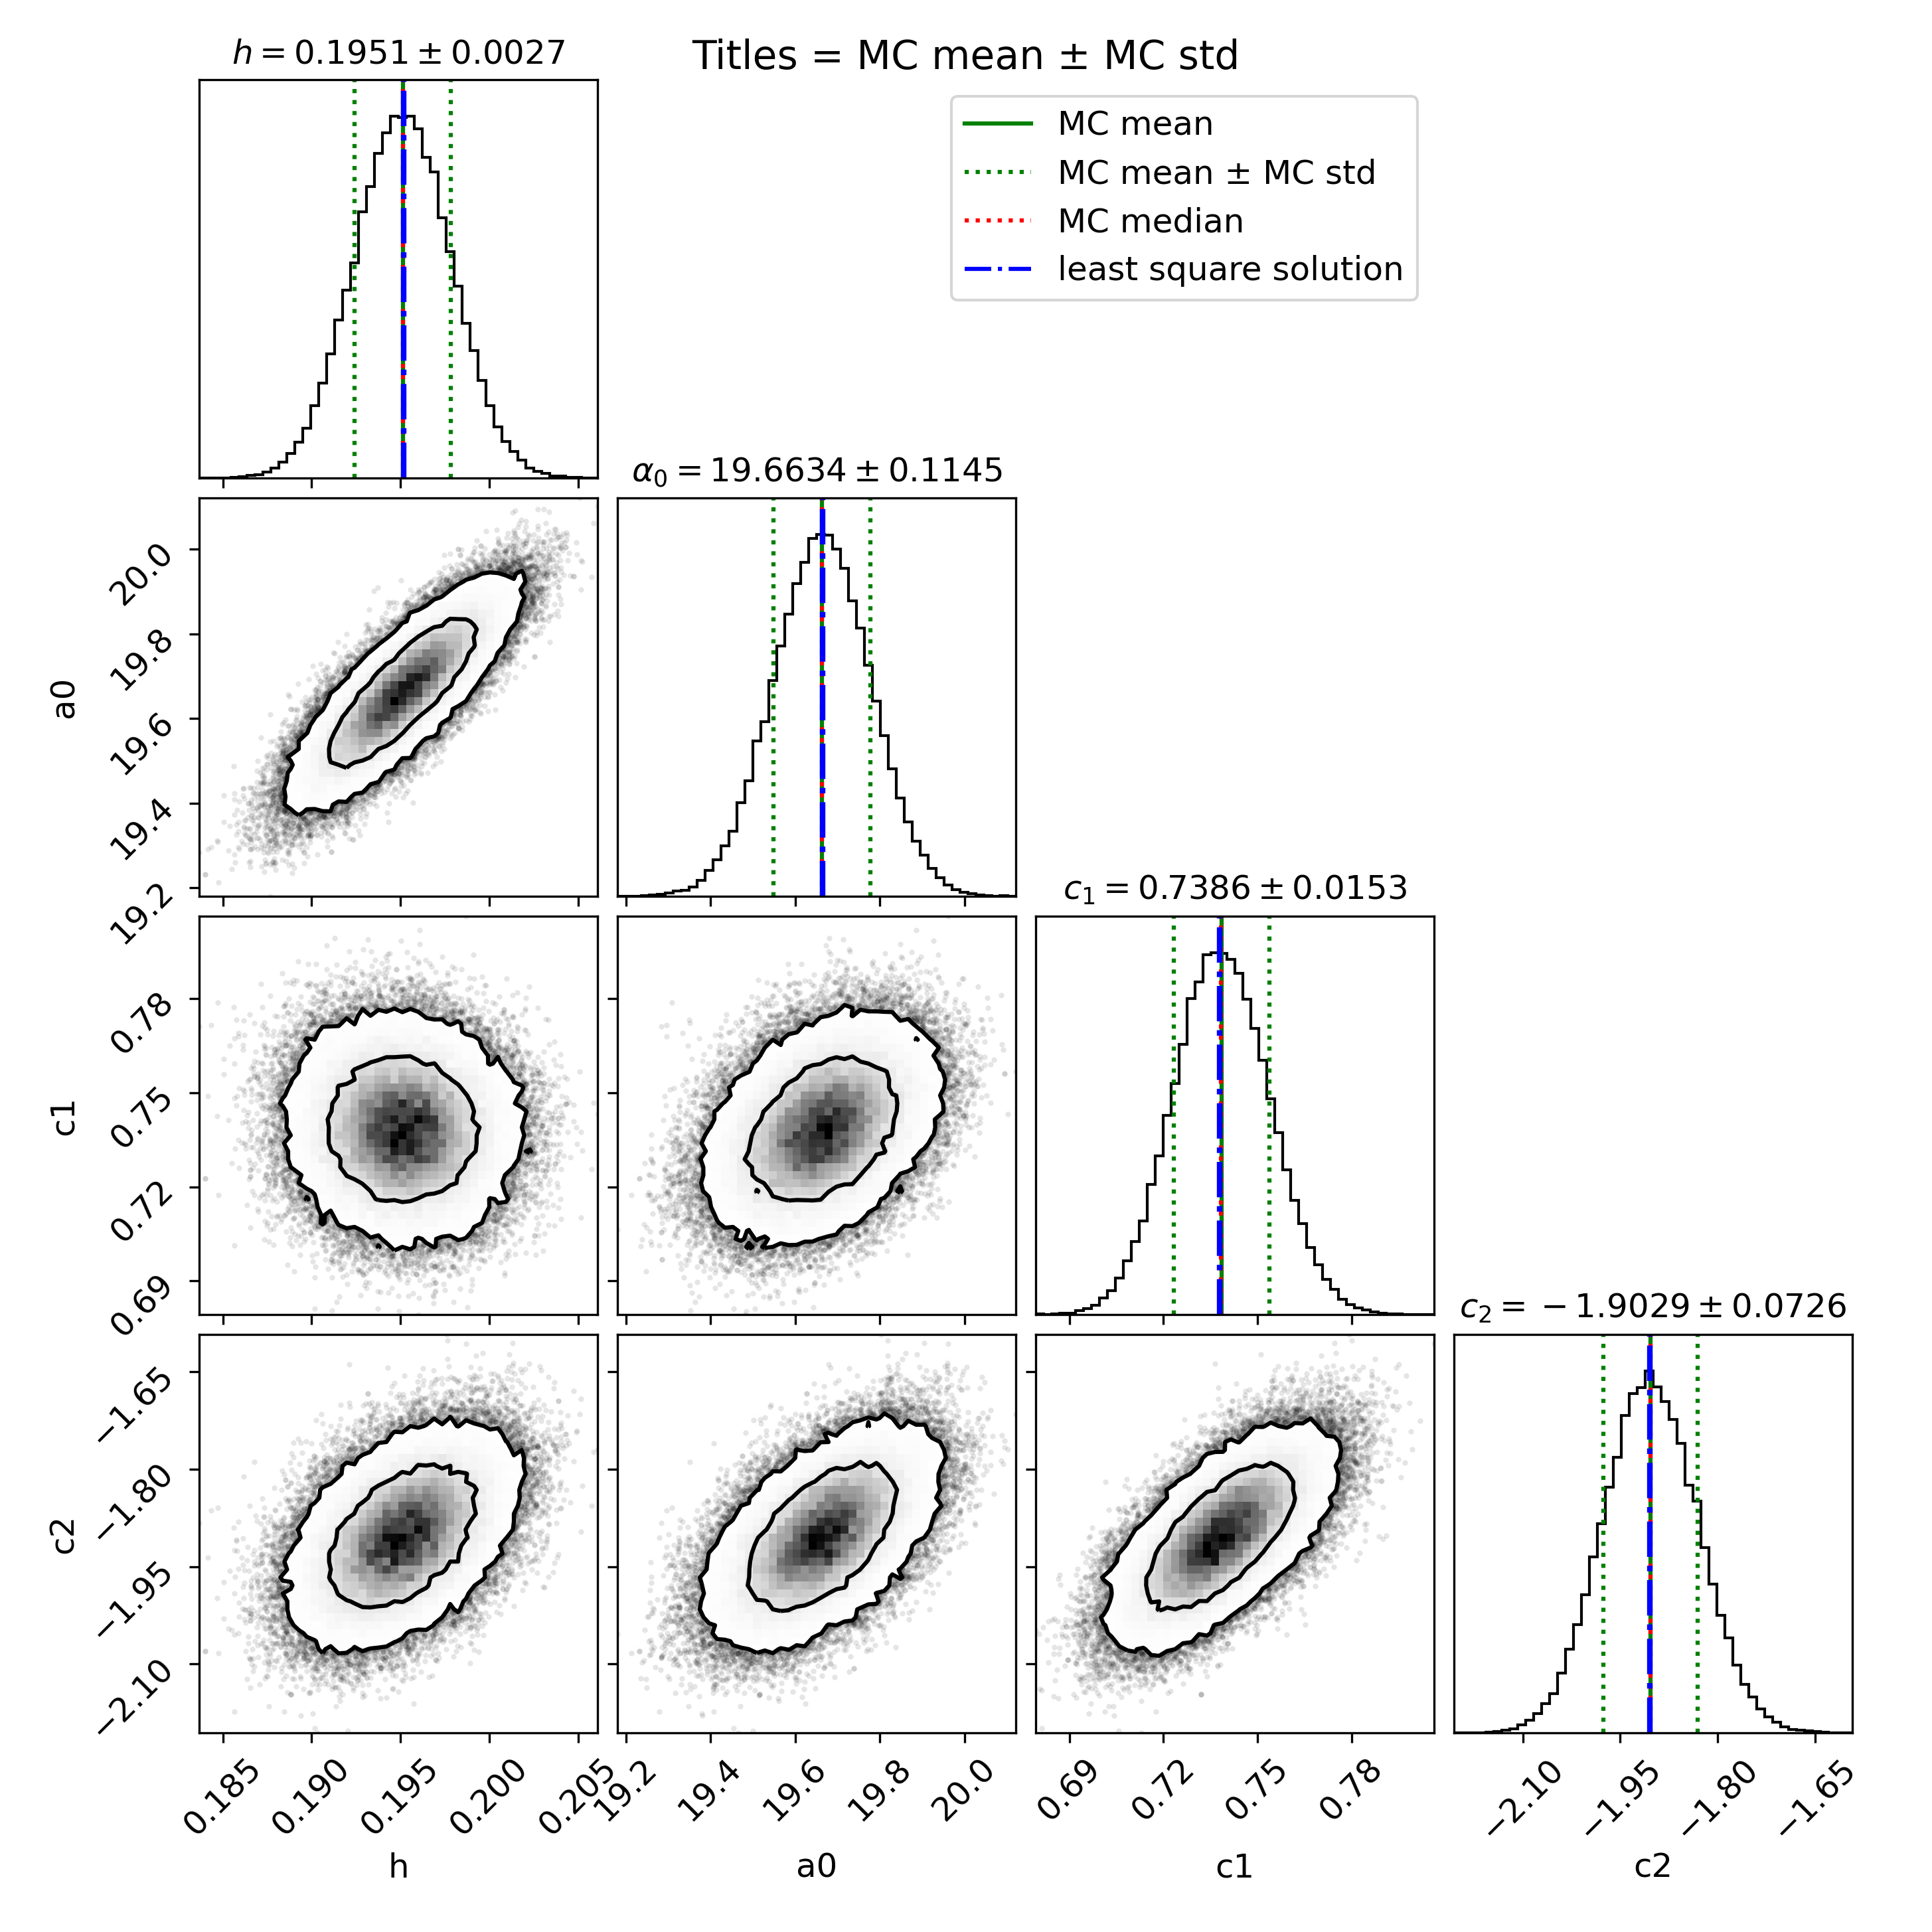 Titles = MC mean ± MC std
h = 0.1951 ± 0.0027
MC mean
MC mean ± MC std
MC median
least square solution
α₀ = 19.6634 ± 0.1145
20.0
19.8
19.6
19.4
19.2
a0
c₁ = 0.7386 ± 0.0153
0.78
0.75
0.72
0.69
c1
c₂ = −1.9029 ± 0.0726
−1.65
−1.80
−1.95
−2.10
c2
0.185 0.190 0.195 0.200 0.205
19.2 19.4 19.6 19.8 20.0
0.69 0.72 0.75 0.78
−2.10 −1.95 −1.80 −1.65
h a0 c1 c2